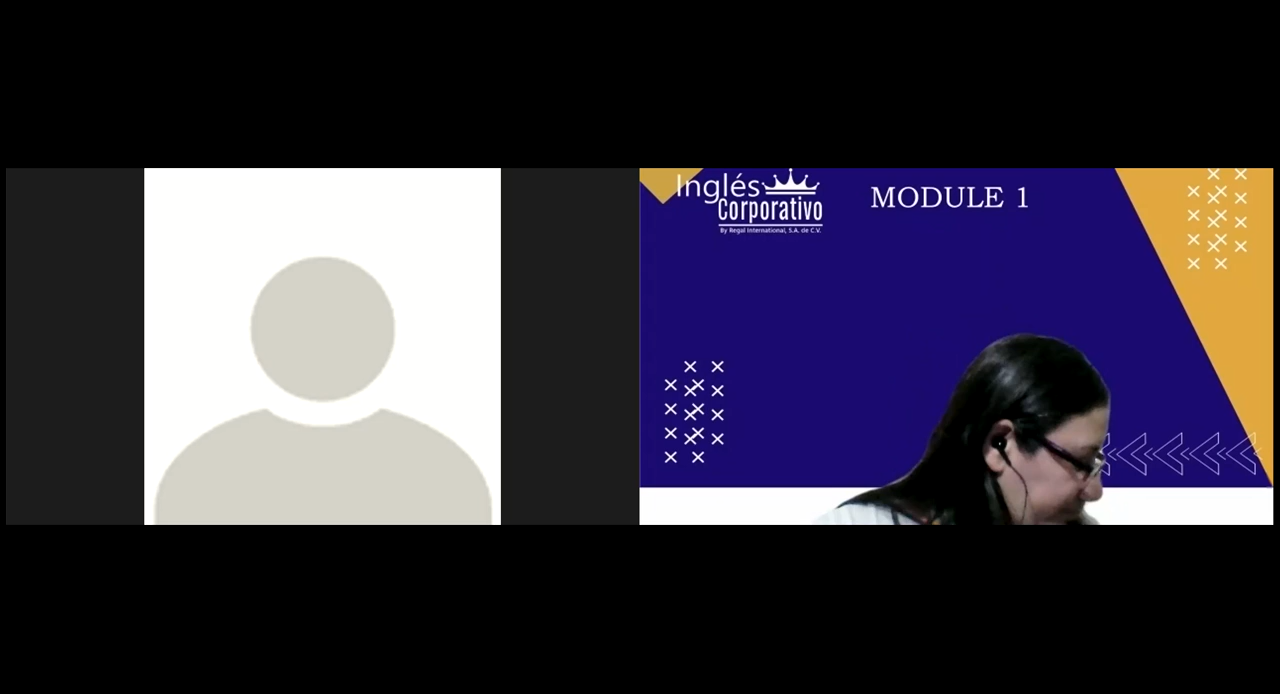 Inglés
Corporativo
By Regal International, S.A. de C.V.
MODULE 1